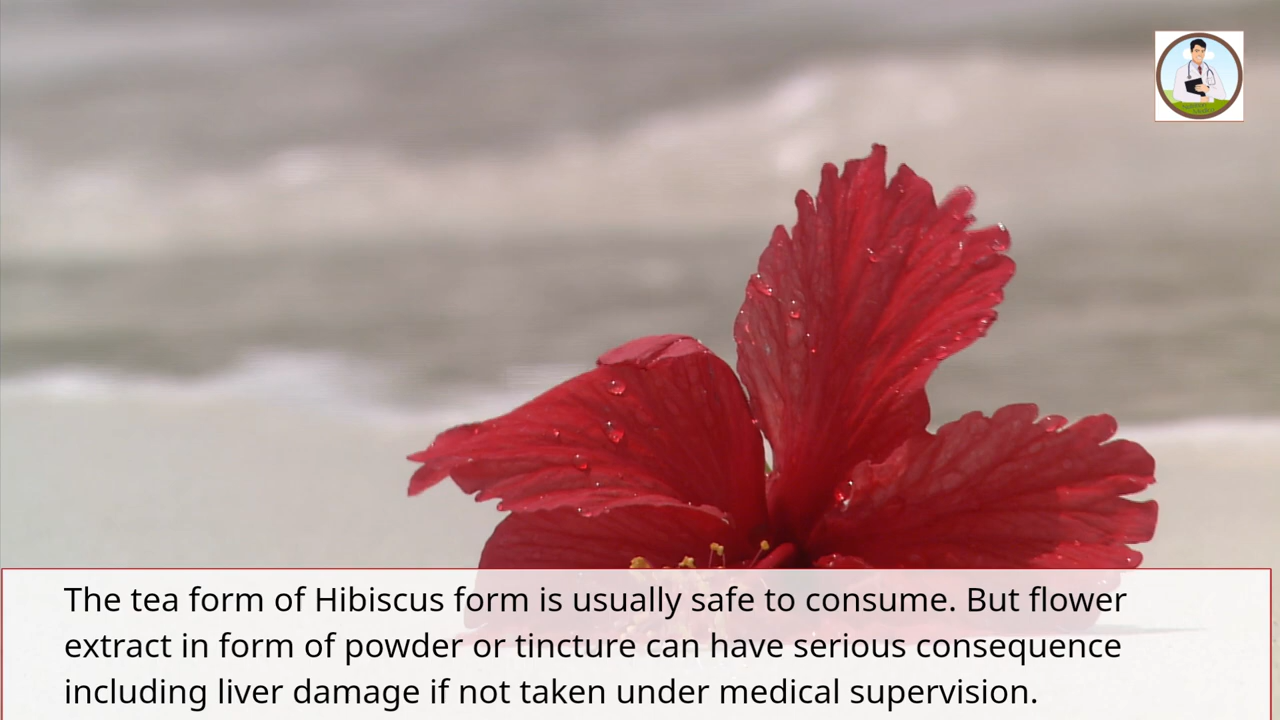 The tea form of Hibiscus form is usually safe to consume. But flower
extract in form of powder or tincture can have serious consequence
including liver damage if not taken under medical supervision.